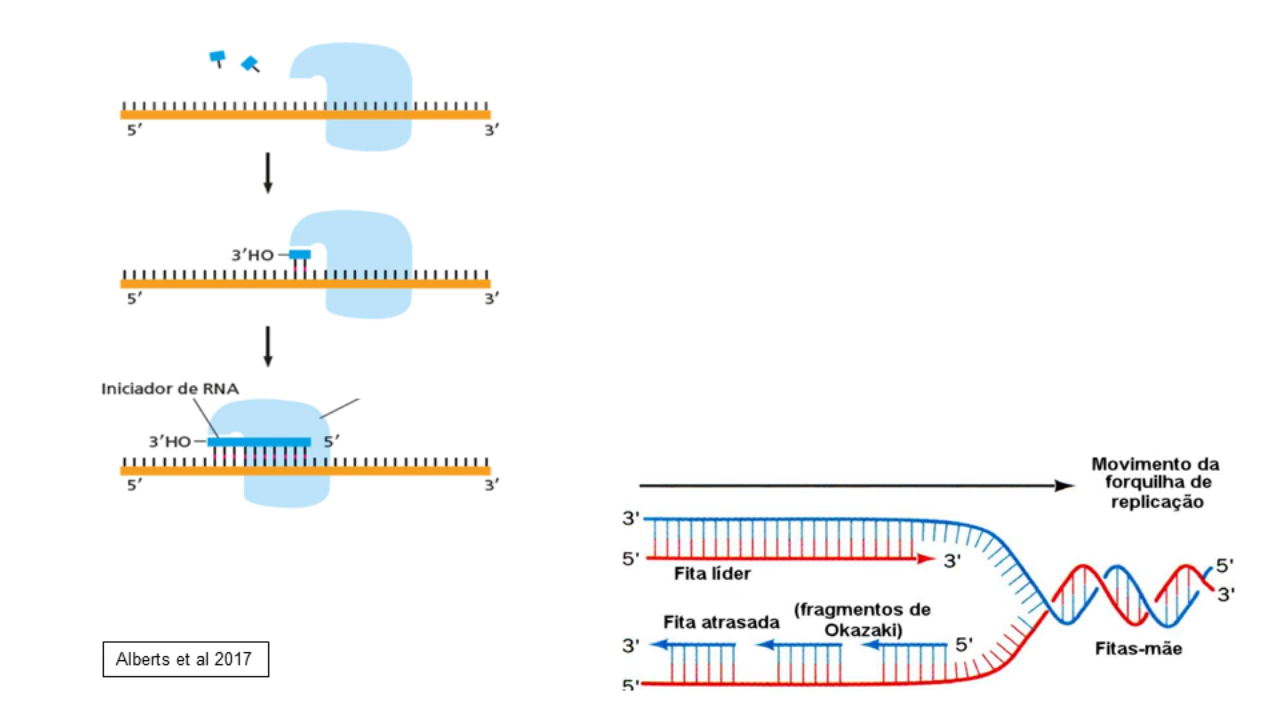 5′ 3′
3′HO
5′ 3′
Iniciador de RNA
3′HO 5′
5′ 3′
Alberts et al 2017
Movimento da
forquilha de
replicação
3'
5' 3'
Fita líder
5'
3'
Fita atrasada
(fragmentos de
Okazaki)
3' 5'
5'
Fitas-mãe